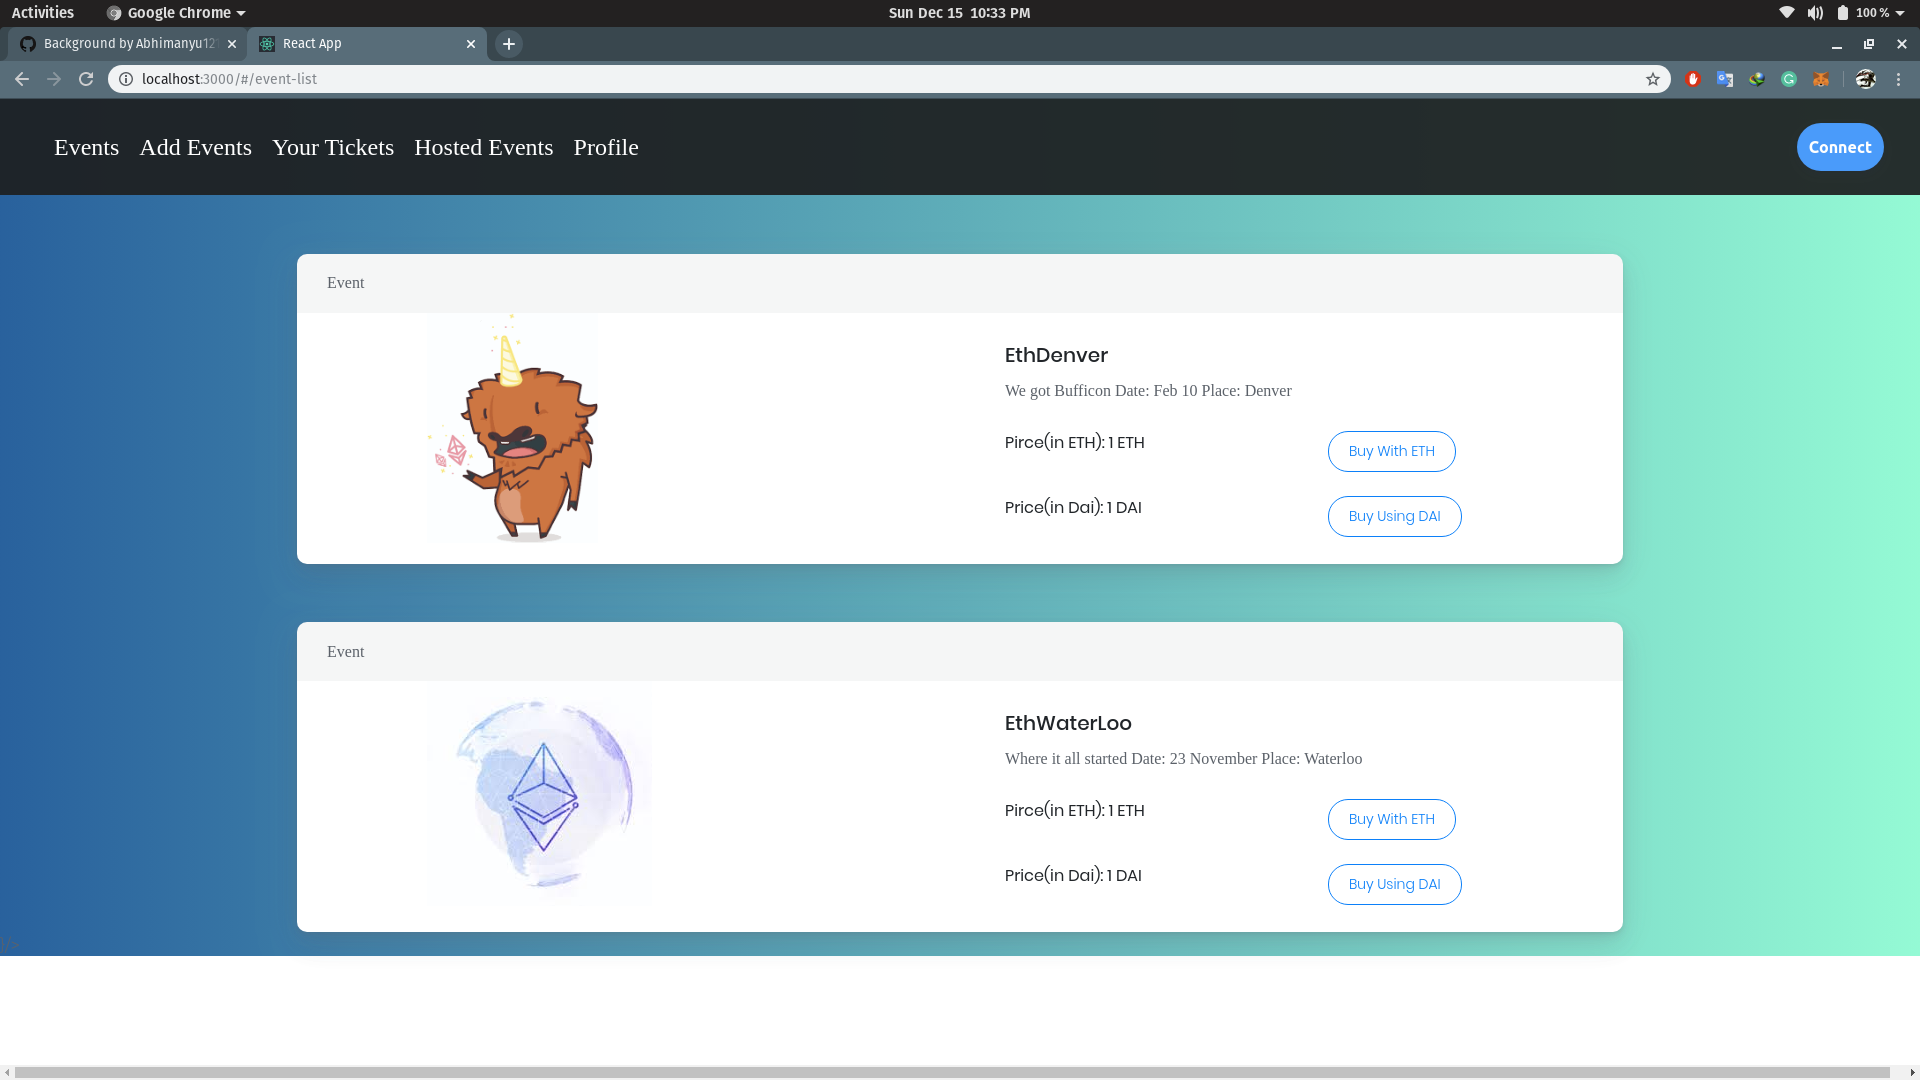 Activities Google Chrome Sun Dec 15 10:33 PM 100 %
Background by Abhimanyu121 React App
localhost:3000/#/event-list
Events Add Events Your Tickets Hosted Events Profile Connect
Event
EthDenver
We got Bufficon Date: Feb 10 Place: Denver
Pirce(in ETH): 1 ETH Buy With ETH
Price(in Dai): 1 DAI Buy Using DAI
Event
EthWaterLoo
Where it all started Date: 23 November Place: Waterloo
Pirce(in ETH): 1 ETH Buy With ETH
Price(in Dai): 1 DAI Buy Using DAI